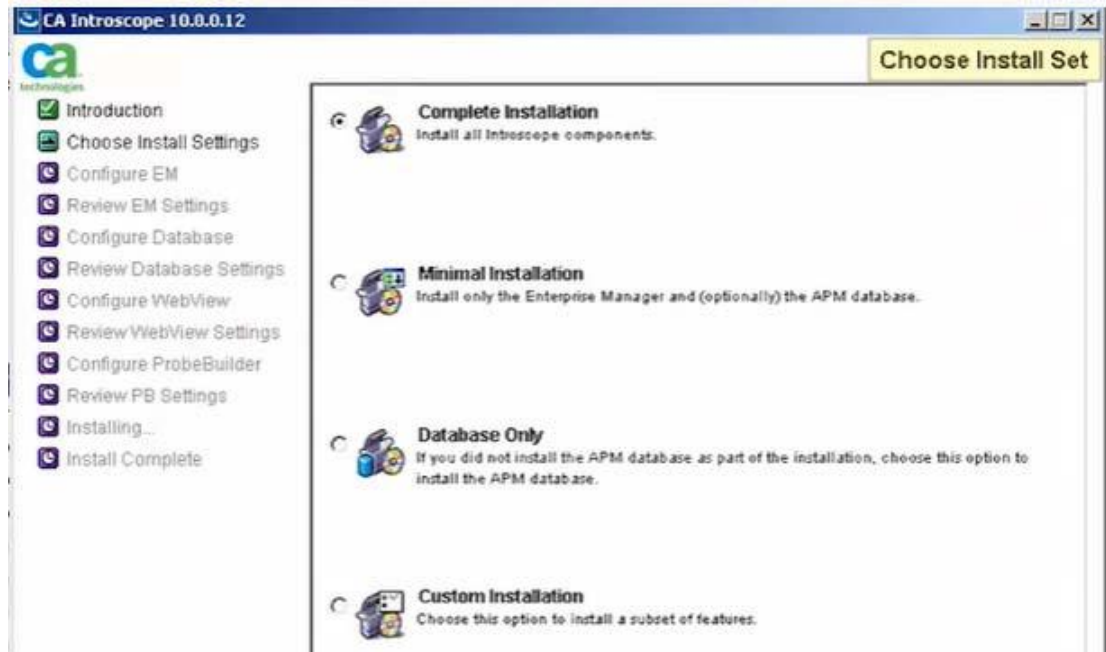 CA Introscope 10.0.0.12
ca
technologies
Choose Install Set
Introduction
Choose Install Settings
Configure EM
Review EM Settings
Configure Database
Review Database Settings
Configure WebView
Review WebView Settings
Configure ProbeBuilder
Review PB Settings
Installing...
Install Complete
Complete Installation
Install all Introscope components.
Minimal Installation
Install only the Enterprise Manager and (optionally) the APM database.
Database Only
If you did not install the APM database as part of the installation, choose this option to
install the APM database.
Custom Installation
Choose this option to install a subset of features.